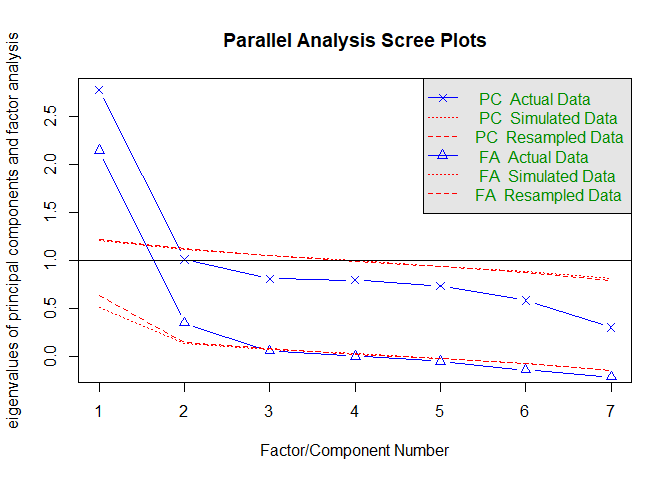 Parallel Analysis Scree Plots
eigenvalues of principal components and factor analysis
2.5
2.0
1.5
1.0
0.5
0.0
PC Actual Data
PC Simulated Data
PC Resampled Data
FA Actual Data
FA Simulated Data
FA Resampled Data
1 2 3 4 5 6 7
Factor/Component Number